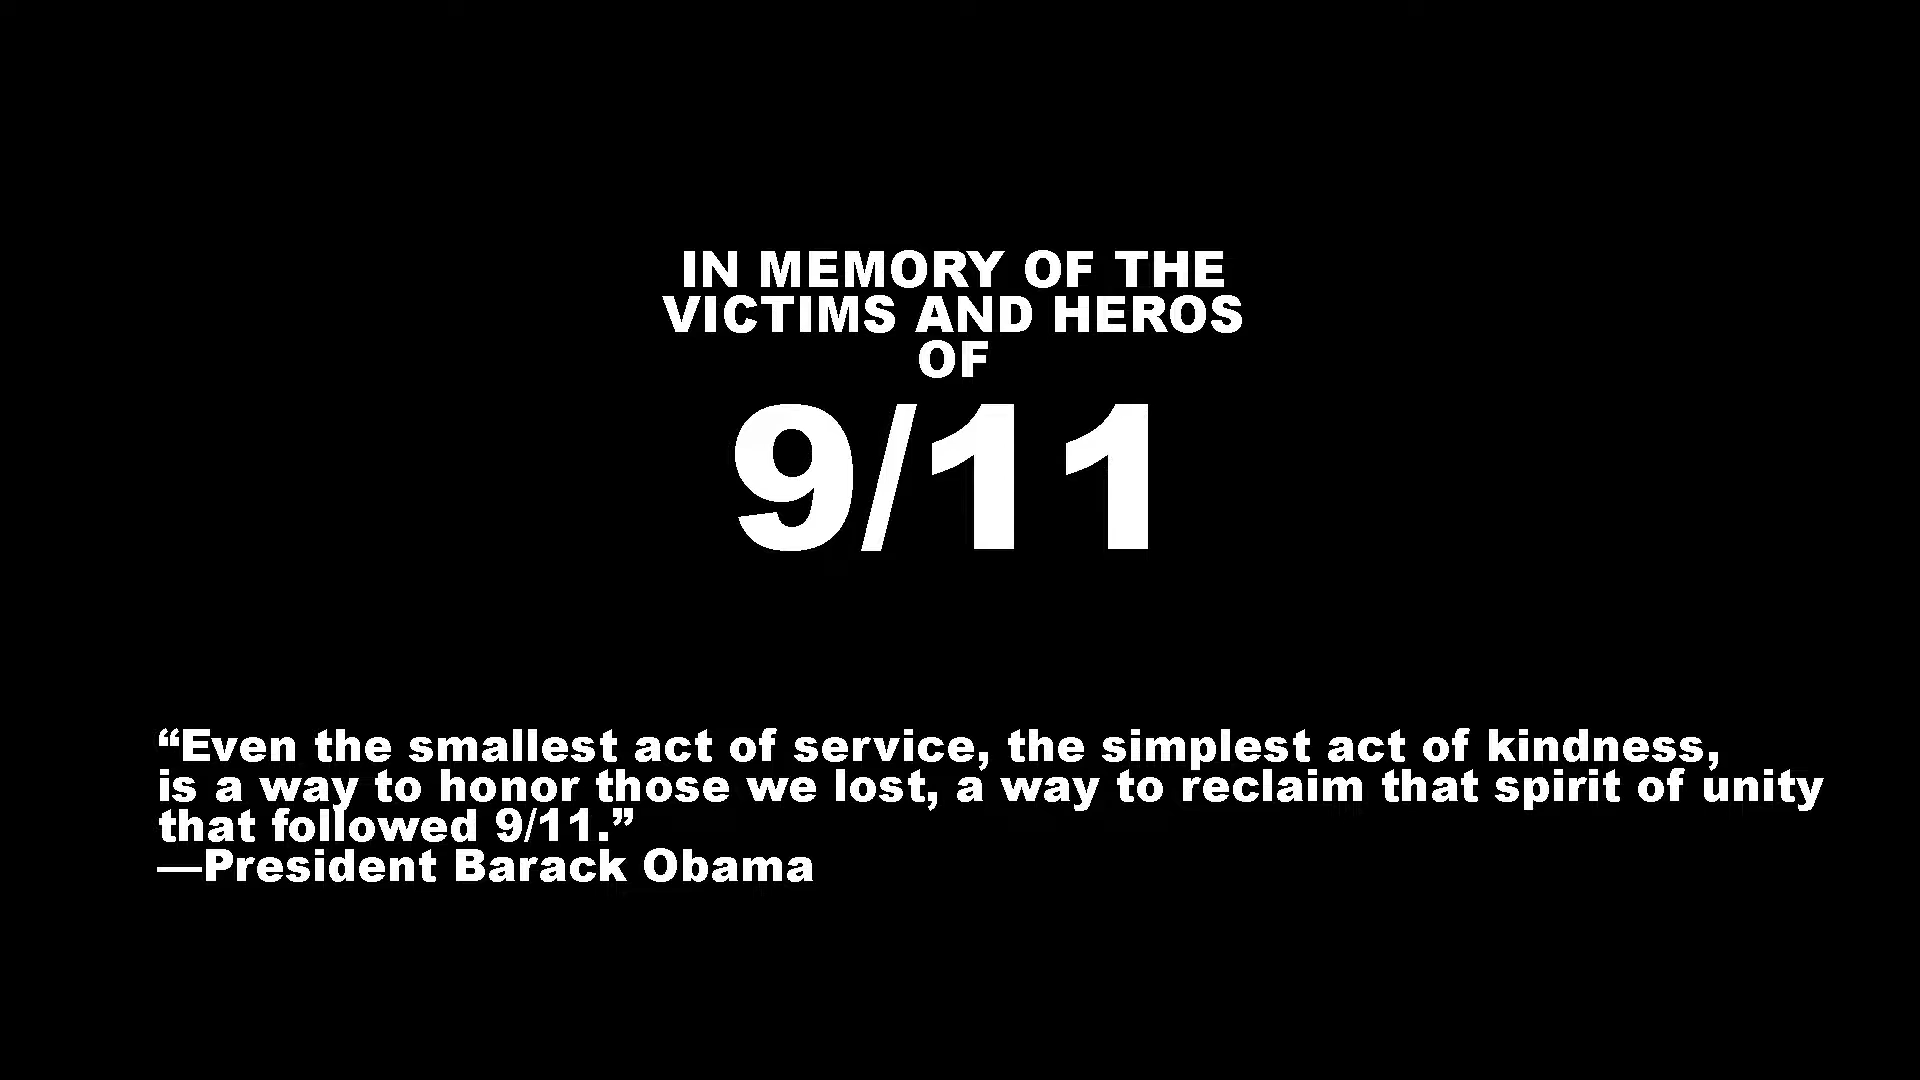 IN MEMORY OF THE
VICTIMS AND HEROS
OF
9/11
“Even the smallest act of service, the simplest act of kindness,
is a way to honor those we lost, a way to reclaim that spirit of unity
that followed 9/11.”
—President Barack Obama